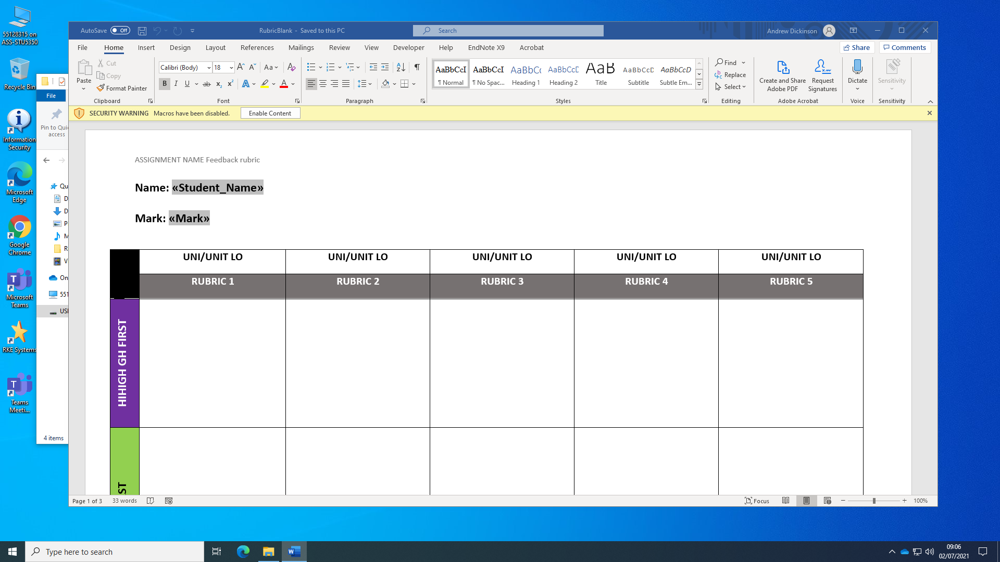 55128315 on
ASS-STU5350
Recycle Bin
Information
Security
Microsoft
Edge
Google
Chrome
Microsoft
Teams
RKE Systems
Teams
Meeti...
File
Pin to Quic
access
Qu
D
D
P
M
R
V
On
551
USI
4 items
AutoSave Off
RubricBlank - Saved to this PC
Search
Andrew Dickinson
File Home Insert Design Layout References Mailings Review View Developer Help EndNote X9 Acrobat
Share Comments
Paste
Cut
Copy
Format Painter
Clipboard
Calibri (Body) 18
Font
Paragraph
AaBbCcI AaBbCcI AaBbCc AaBbCcD AaB AaBbCcD AaBbCcD
¶ Normal ¶ No Spac... Heading 1 Heading 2 Title Subtitle Subtle Em...
Styles
Find
Replace
Select
Editing
Create and Share
Adobe PDF
Request
Signatures
Adobe Acrobat
Dictate
Voice
Sensitivity
Sensitivity
SECURITY WARNING Macros have been disabled. Enable Content
ASSIGNMENT NAME Feedback rubric
Name: «Student_Name»
Mark: «Mark»
UNI/UNIT LO UNI/UNIT LO UNI/UNIT LO UNI/UNIT LO UNI/UNIT LO
RUBRIC 1 RUBRIC 2 RUBRIC 3 RUBRIC 4 RUBRIC 5
HIHIGH GH FIRST
ST
Page 1 of 3 33 words
Focus
100%
Type here to search
09:06
02/07/2021